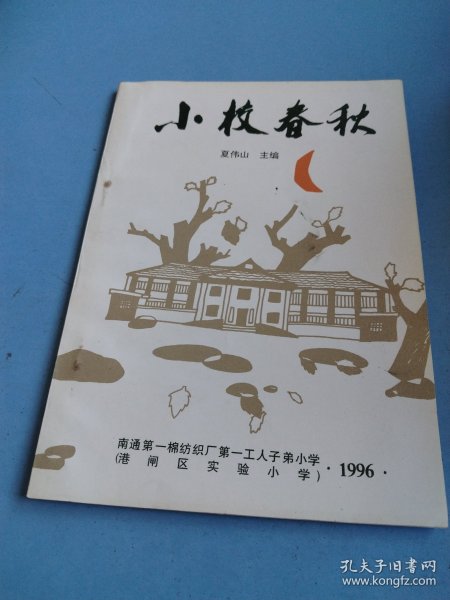 小校春秋
夏伟山 主编
南通第一棉纺织厂第一工人子弟小学
(港闸区实验小学)
·1996·
孔夫子旧书网
www.kongfz.com